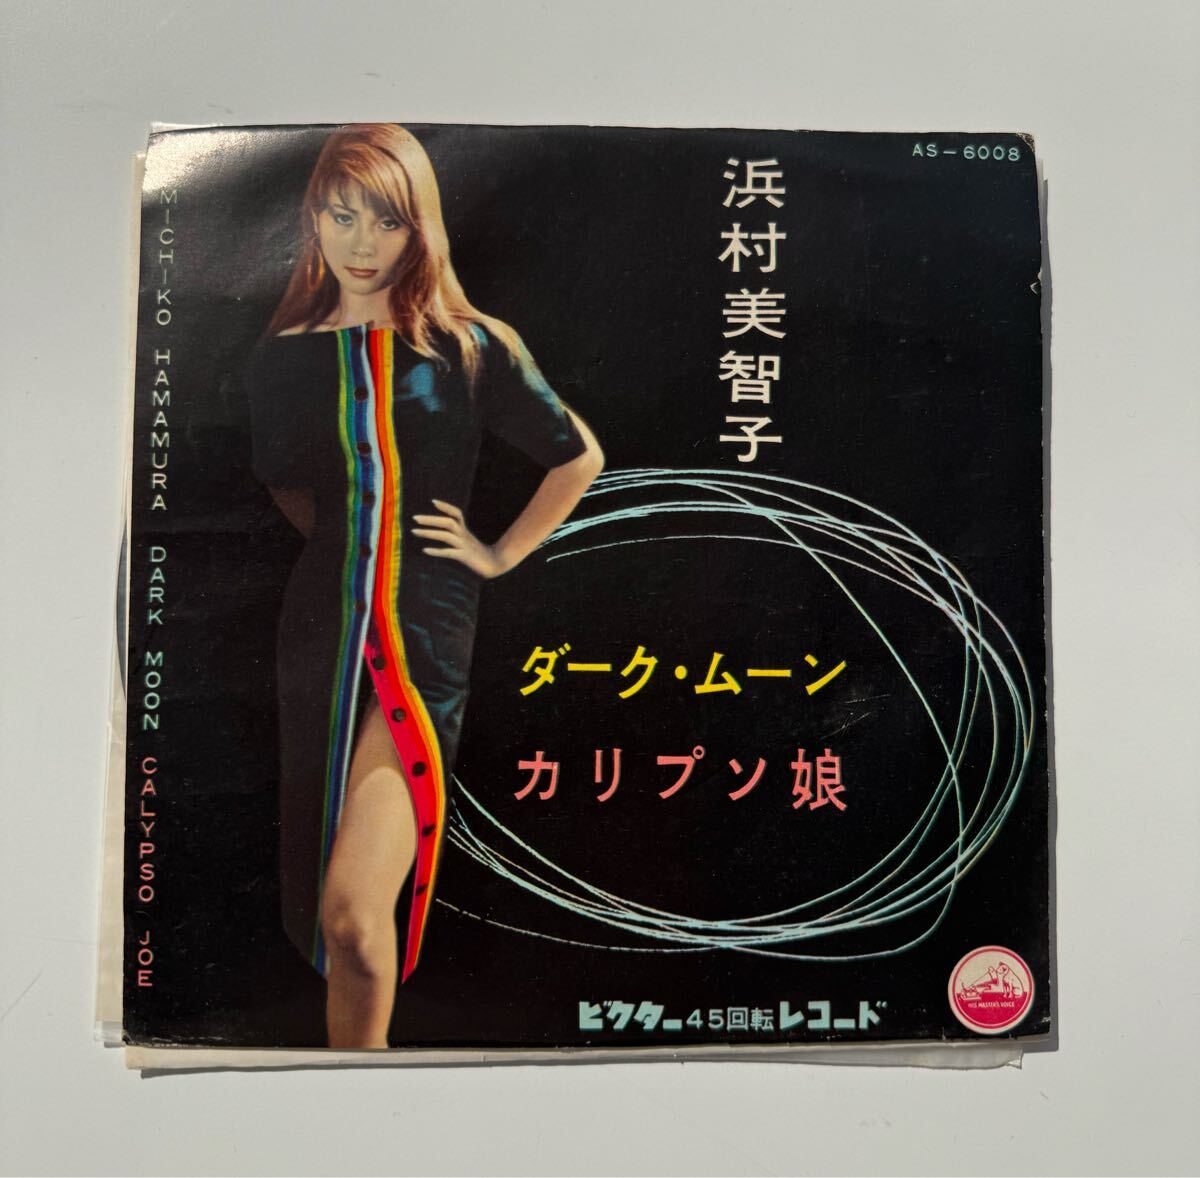 AS-6008
浜村美智子
MICHIKO HAMAMURA DARK MOON CALYPSO JOE
ダーク・ムーン
カリプソ娘
ビクター45回転レコード
HIS MASTER'S VOICE